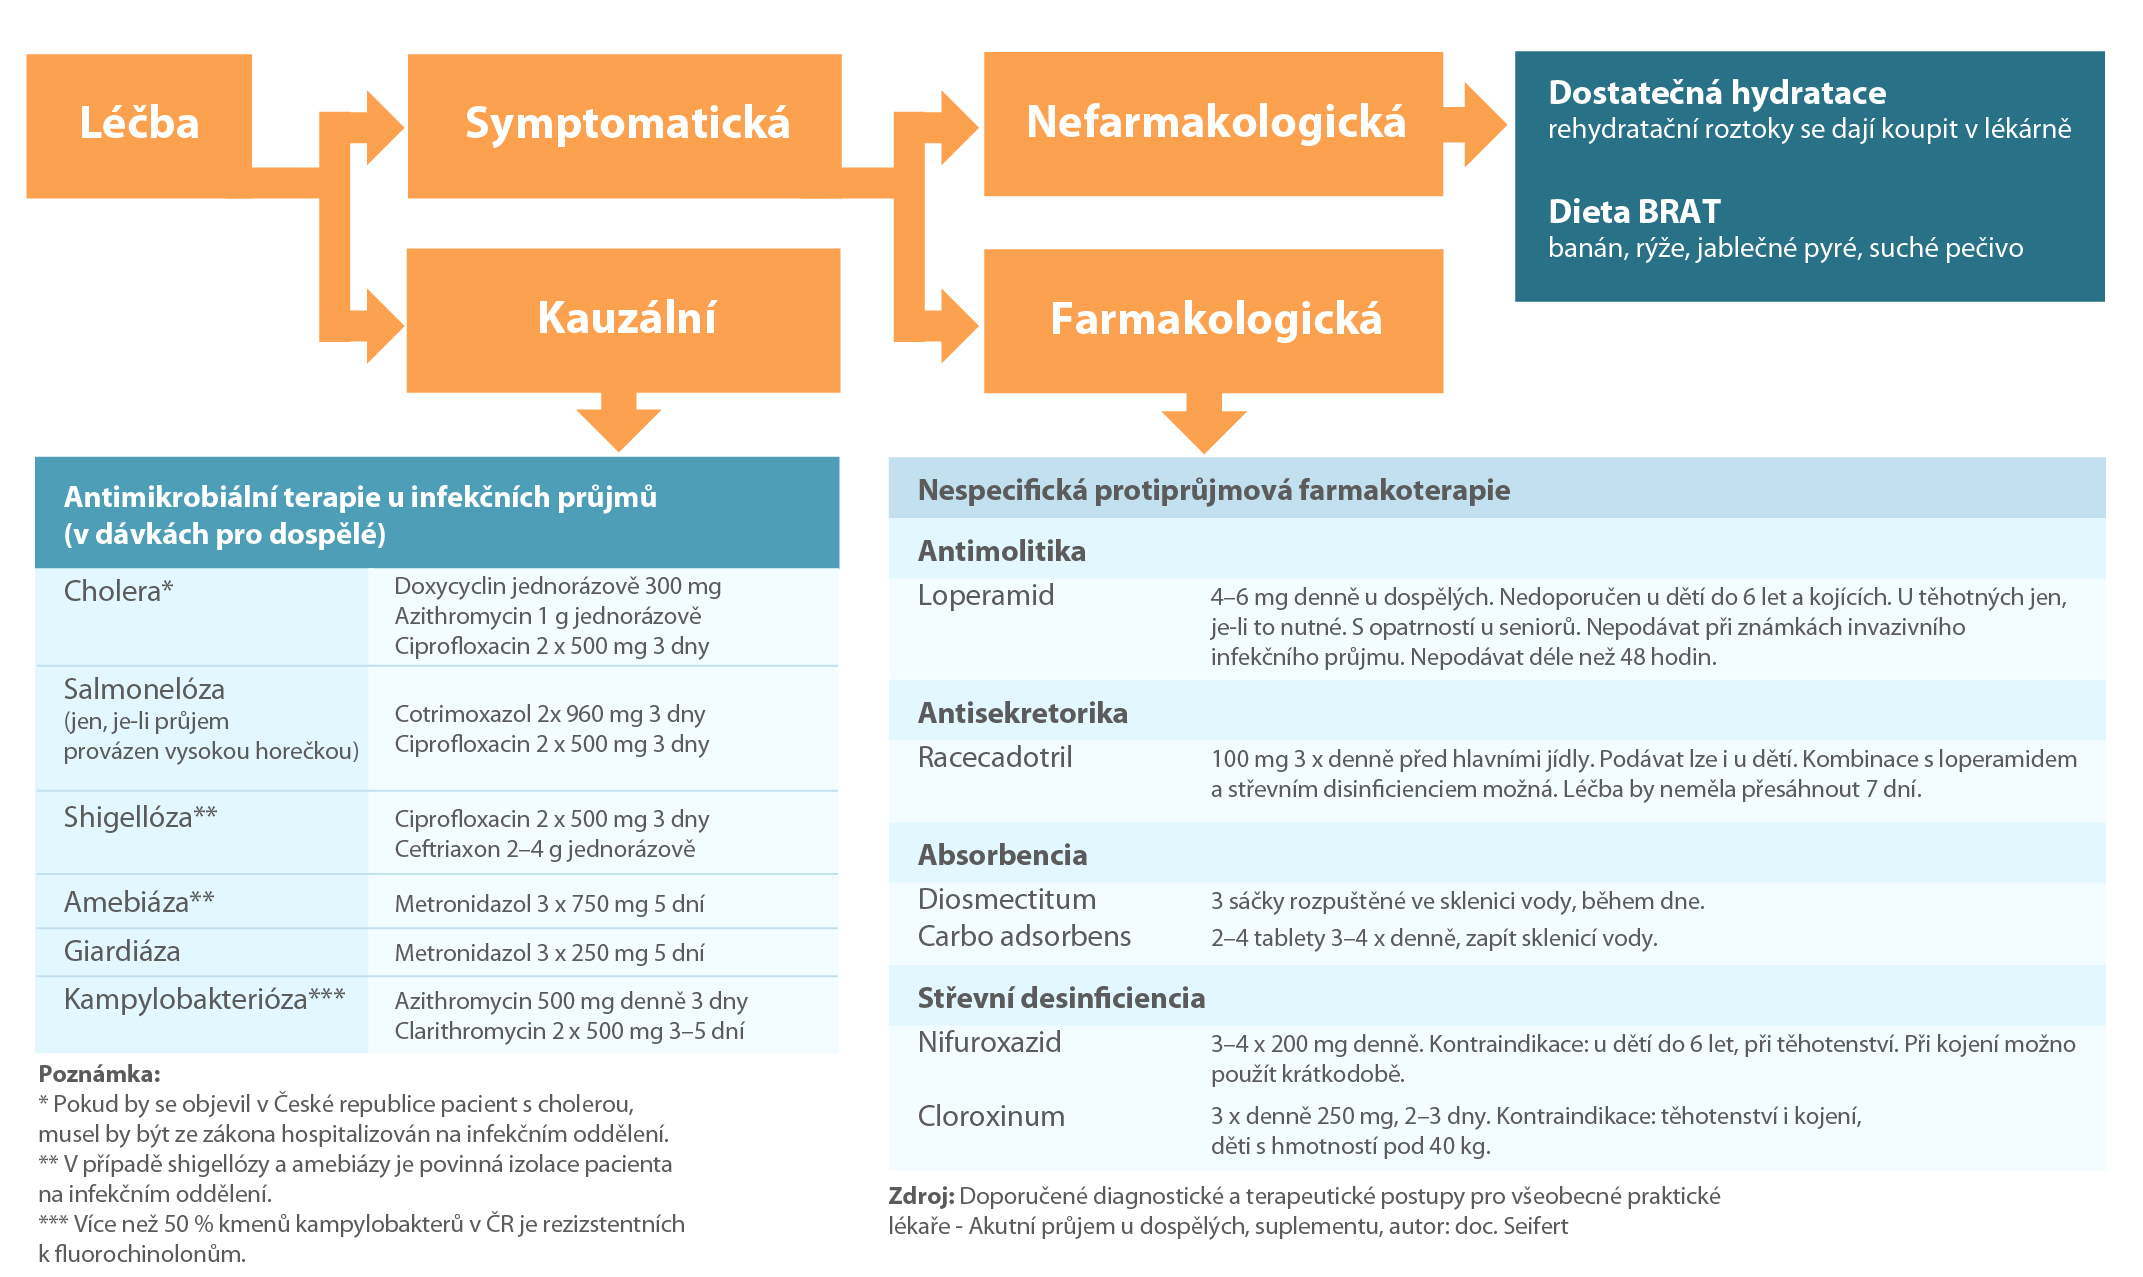 Léčba
Symptomatická
Nefarmakologická
Dostatečná hydratace
rehydratační roztoky se dají koupit v lékárně
Dieta BRAT
banán, rýže, jablečné pyré, suché pečivo
Kauzální
Farmakologická
Antimikrobiální terapie u infekčních průjmů
(v dávkách pro dospělé)
Cholera*
Doxycyclin jednorázově 300 mg
Azithromycin 1 g jednorázově
Ciprofloxacin 2 x 500 mg 3 dny
Salmonelóza
(jen, je-li průjem
provázen vysokou horečkou)
Cotrimoxazol 2x 960 mg 3 dny
Ciprofloxacin 2 x 500 mg 3 dny
Shigellóza**
Ciprofloxacin 2 x 500 mg 3 dny
Ceftriaxon 2–4 g jednorázově
Amebiáza**
Metronidazol 3 x 750 mg 5 dní
Giardiáza
Metronidazol 3 x 250 mg 5 dní
Kampylobakterióza***
Azithromycin 500 mg denně 3 dny
Clarithromycin 2 x 500 mg 3–5 dní
Poznámka:
* Pokud by se objevil v České republice pacient s cholerou,
musel by být ze zákona hospitalizován na infekčním oddělení.
** V případě shigellózy a amebiázy je povinná izolace pacienta
na infekčním oddělení.
*** Více než 50 % kmenů kampylobakterů v ČR je rezizstentních
k fluorochinolonům.
Nespecifická protiprůjmová farmakoterapie
Antimolitika
Loperamid
4–6 mg denně u dospělých. Nedoporučen u dětí do 6 let a kojících. U těhotných jen,
je-li to nutné. S opatrností u seniorů. Nepodávat při známkách invazivního
infekčního průjmu. Nepodávat déle než 48 hodin.
Antisekretorika
Racecadotril
100 mg 3 x denně před hlavními jídly. Podávat lze i u dětí. Kombinace s loperamidem
a střevním disinficienciem možná. Léčba by neměla přesáhnout 7 dní.
Absorbencia
Diosmectitum
3 sáčky rozpuštěné ve sklenici vody, během dne.
Carbo adsorbens
2–4 tablety 3–4 x denně, zapít sklenicí vody.
Střevní desinficiencia
Nifuroxazid
3–4 x 200 mg denně. Kontraindikace: u dětí do 6 let, při těhotenství. Při kojení možno
použít krátkodobě.
Cloroxinum
3 x denně 250 mg, 2–3 dny. Kontraindikace: těhotenství i kojení,
děti s hmotností pod 40 kg.
Zdroj: Doporučené diagnostické a terapeutické postupy pro všeobecné praktické
lékaře - Akutní průjem u dospělých, suplementu, autor: doc. Seifert